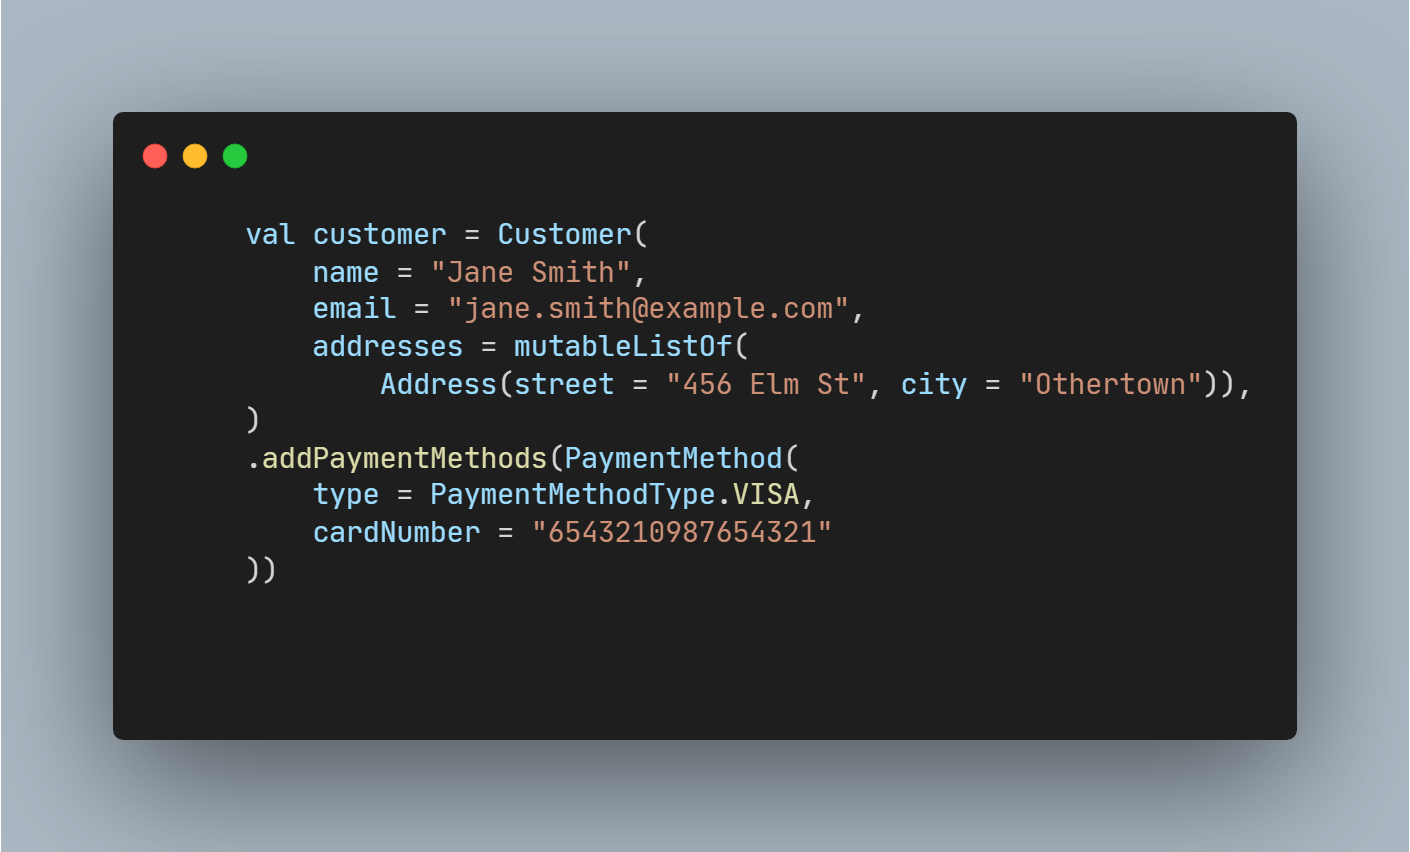 val customer = Customer(
    name = "Jane Smith",
    email = "jane.smith@example.com",
    addresses = mutableListOf(
        Address(street = "456 Elm St", city = "Othertown")),
)
.addPaymentMethods(PaymentMethod(
    type = PaymentMethodType.VISA,
    cardNumber = "6543210987654321"
))